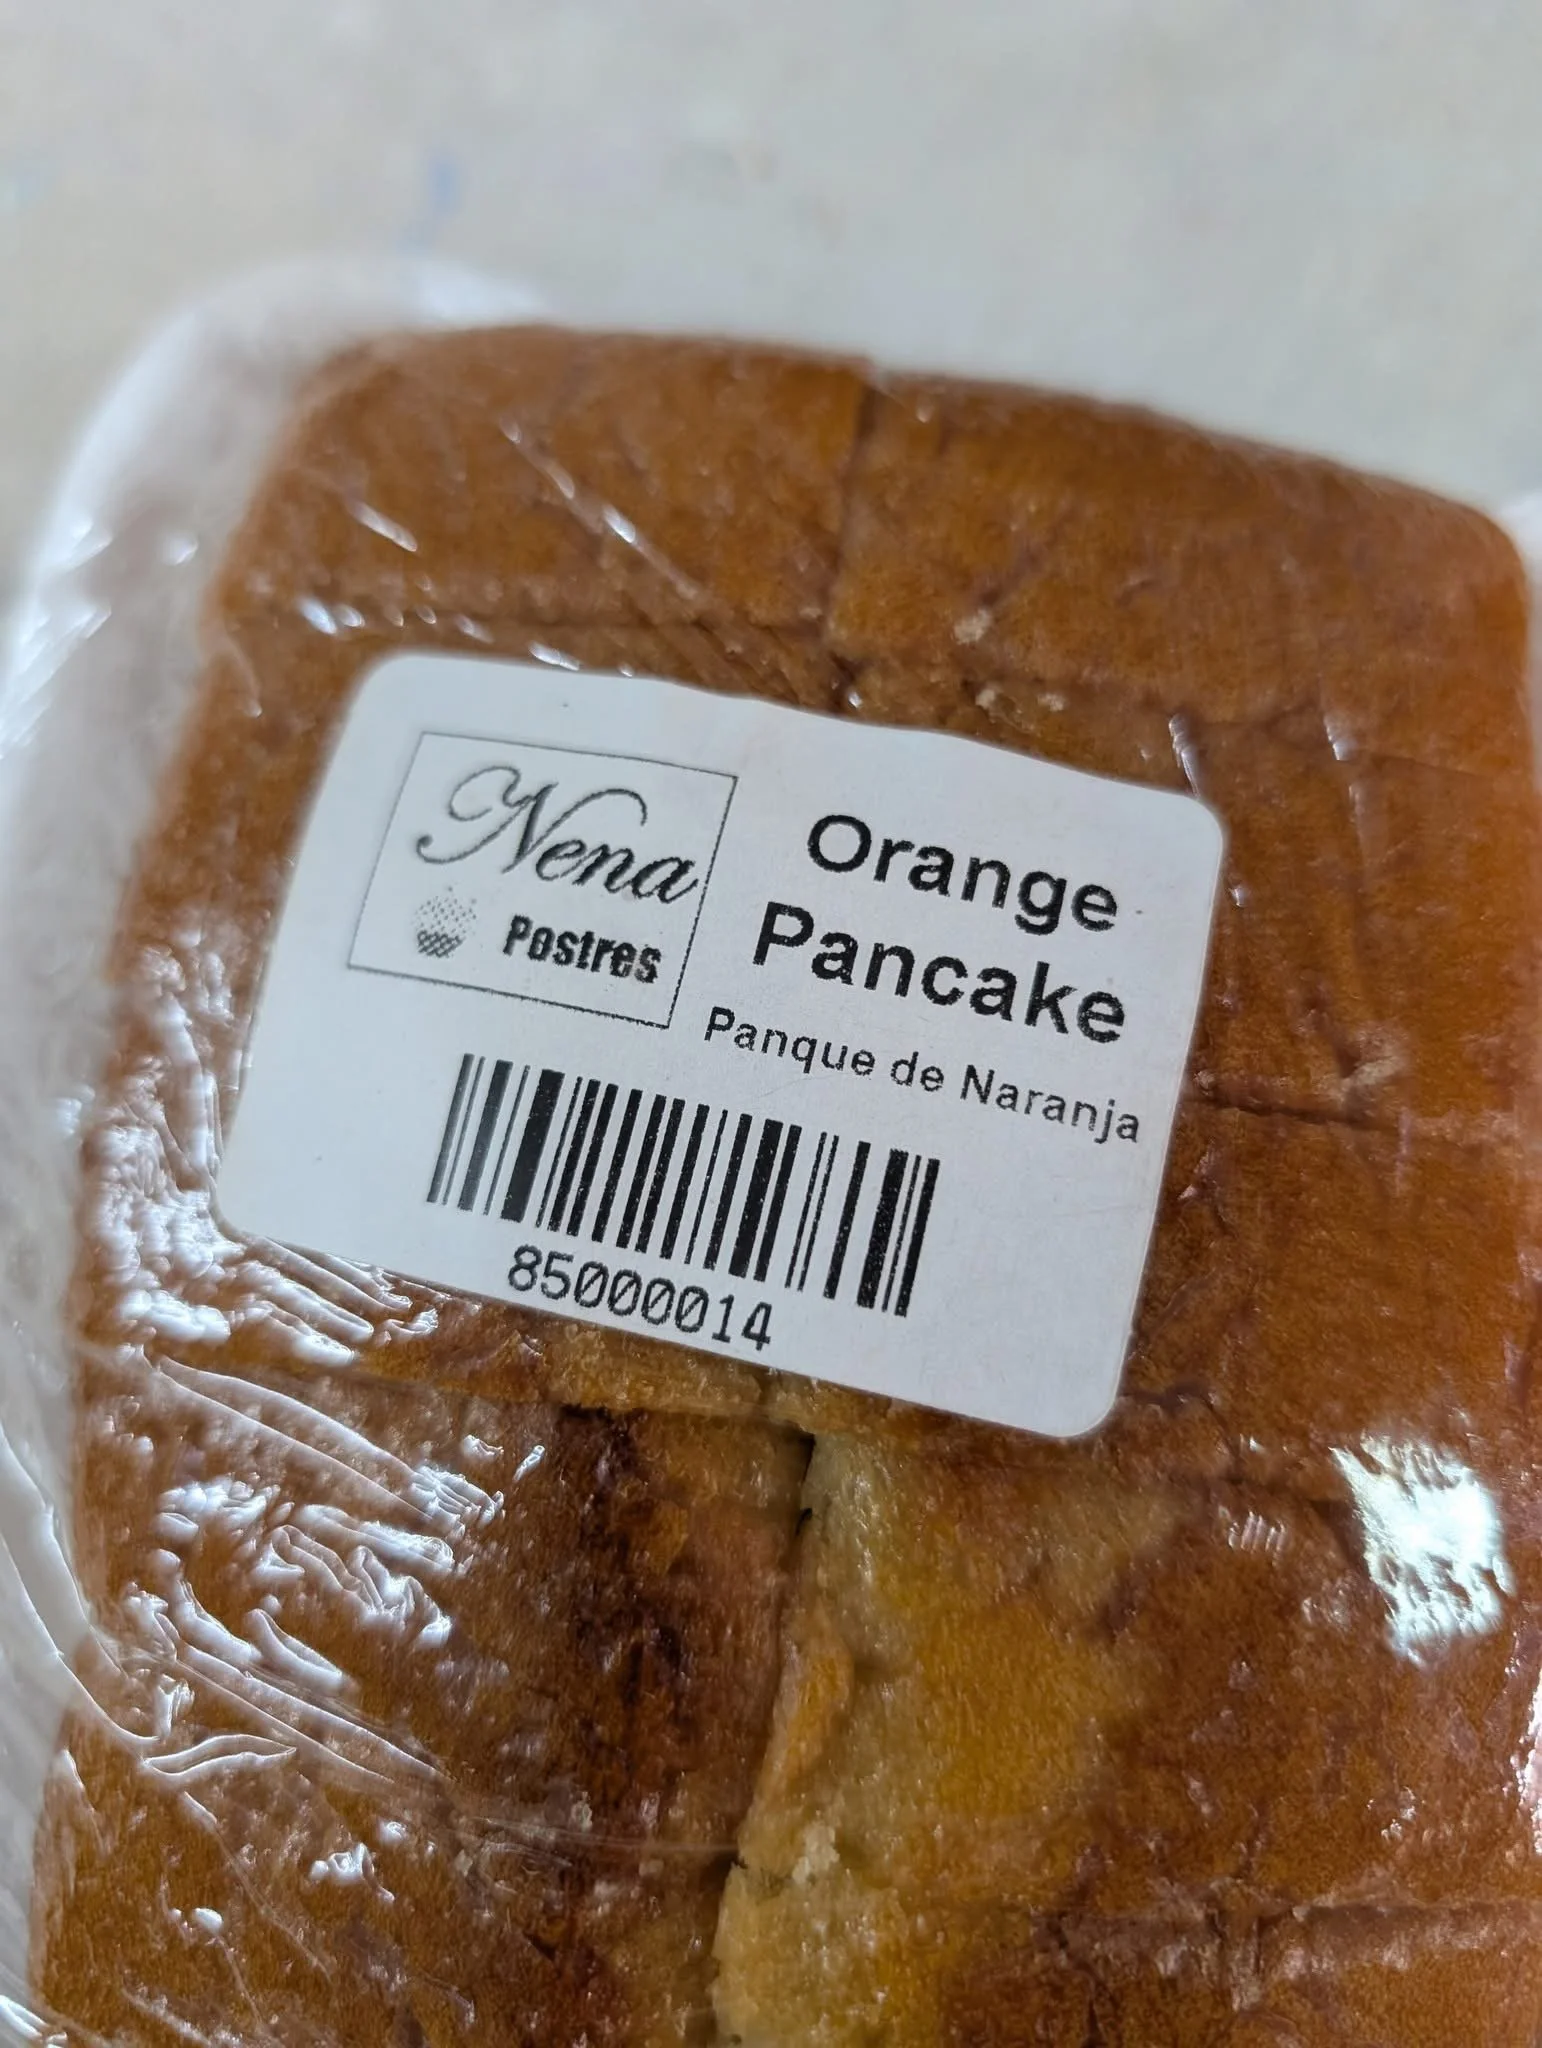 Nena
Postres
Orange
Pancake
Panque de Naranja
85000014